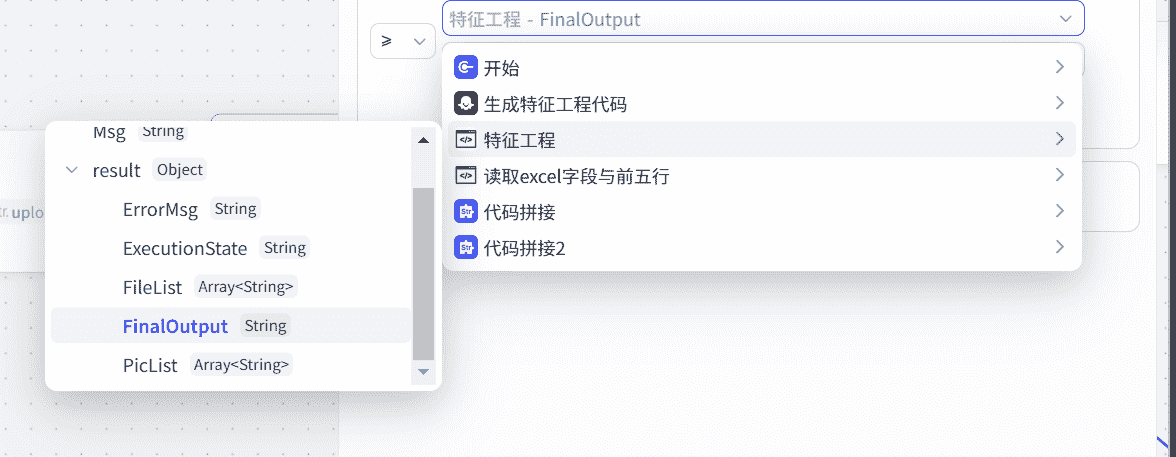 特征工程 - FinalOutput
≥
开始
生成特征工程代码
特征工程
读取excel字段与前五行
代码拼接
代码拼接2
Msg String
result Object
ErrorMsg String
ExecutionState String
FileList Array<String>
FinalOutput String
PicList Array<String>
tr. uplo